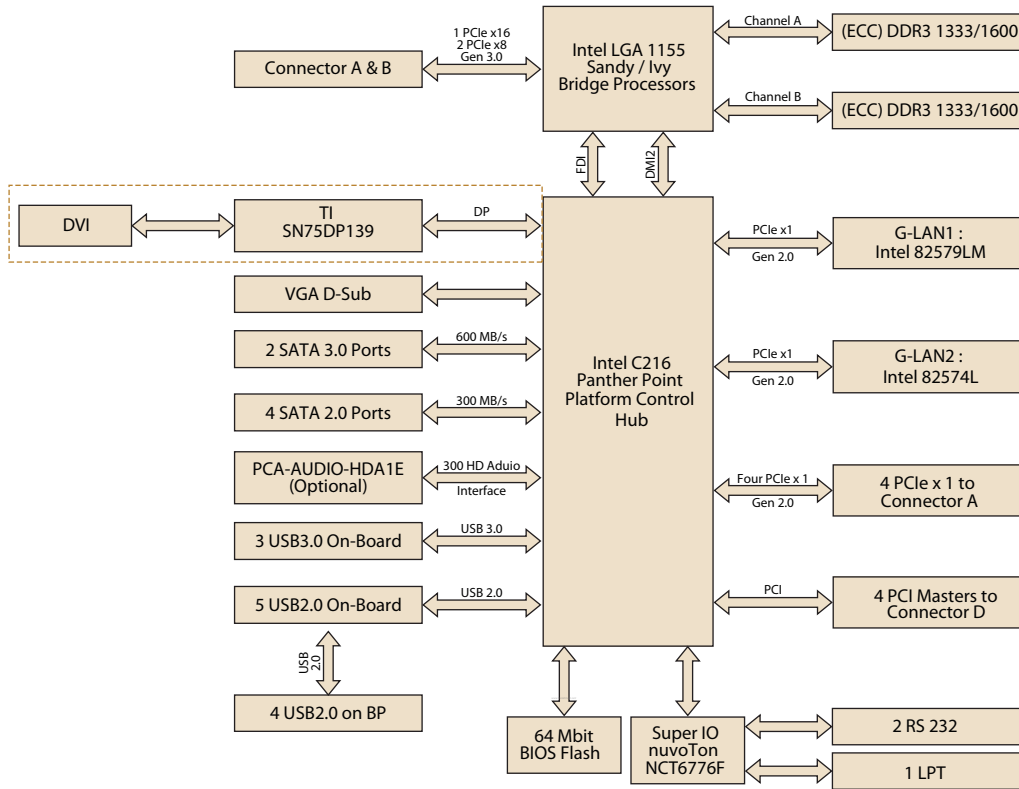 1 PCIe x16
2 PCIe x8
Gen 3.0
Connector A & B
Intel LGA 1155
Sandy / Ivy
Bridge Processors
Channel A
(ECC) DDR3 1333/1600
Channel B
(ECC) DDR3 1333/1600
FDI
DMI2
DVI
TI
SN75DP139
DP
VGA D-Sub
2 SATA 3.0 Ports
600 MB/s
4 SATA 2.0 Ports
300 MB/s
PCA-AUDIO-HDA1E
(Optional)
300 HD Aduio
Interface
3 USB3.0 On-Board
USB 3.0
5 USB2.0 On-Board
USB 2.0
USB
2.0
4 USB2.0 on BP
Intel C216
Panther Point
Platform Control
Hub
PCIe x1
Gen 2.0
G-LAN1 :
Intel 82579LM
PCIe x1
Gen 2.0
G-LAN2 :
Intel 82574L
Four PCIe x 1
Gen 2.0
4 PCIe x 1 to
Connector A
PCI
4 PCI Masters to
Connector D
64 Mbit
BIOS Flash
Super IO
nuvoTon
NCT6776F
2 RS 232
1 LPT